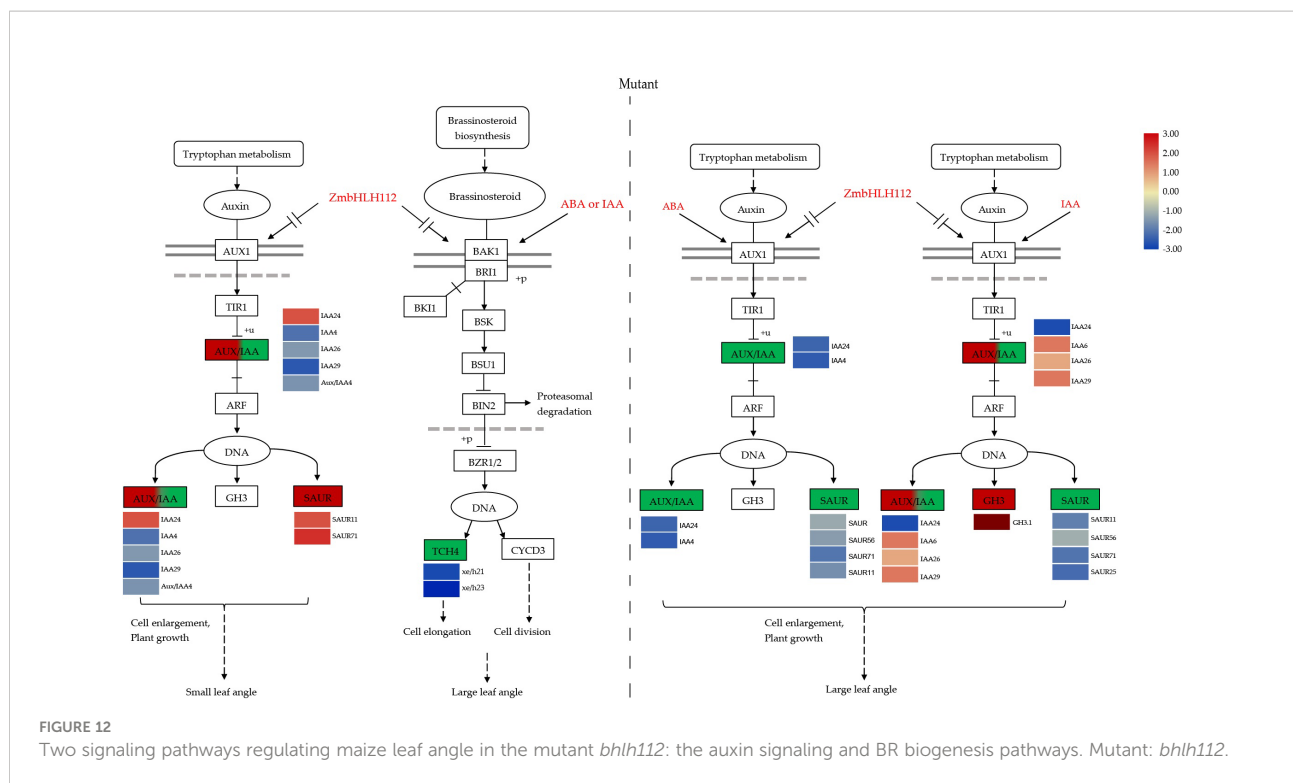 Mutant
Brassinosteroid
biosynthesis
Tryptophan metabolism
Brassinosteroid
Auxin
ZmbHLH112
ABA or IAA
AUX1
BAK1
BRI1
+p
BKI1
TIR1
BSK
+u
AUX/IAA
IAA24
IAA4
IAA26
IAA29
Aux/IAA4
BSU1
ARF
BIN2
Proteasomal
degradation
+p
DNA
BZR1/2
AUX/IAA
GH3
SAUR
IAA24
IAA4
IAA26
IAA29
Aux/IAA4
SAUR11
SAUR71
DNA
TCH4
CYCD3
xe/h21
xe/h23
Cell enlargement,
Plant growth
Cell elongation
Cell division
Small leaf angle
Large leaf angle
Tryptophan metabolism
Auxin
ABA
ZmbHLH112
AUX1
TIR1
+u
AUX/IAA
IAA24
IAA4
ARF
DNA
AUX/IAA
GH3
SAUR
IAA24
IAA4
SAUR
SAUR56
SAUR71
SAUR11
Tryptophan metabolism
Auxin
IAA
AUX1
TIR1
+u
AUX/IAA
IAA24
IAA6
IAA26
IAA29
ARF
DNA
AUX/IAA
GH3
SAUR
IAA24
IAA6
IAA26
IAA29
GH3.1
SAUR11
SAUR56
SAUR71
SAUR25
Cell enlargement,
Plant growth
Large leaf angle
3.00
2.00
1.00
0.00
-1.00
-2.00
-3.00
FIGURE 12
Two signaling pathways regulating maize leaf angle in the mutant bhlh112: the auxin signaling and BR biogenesis pathways. Mutant: bhlh112.